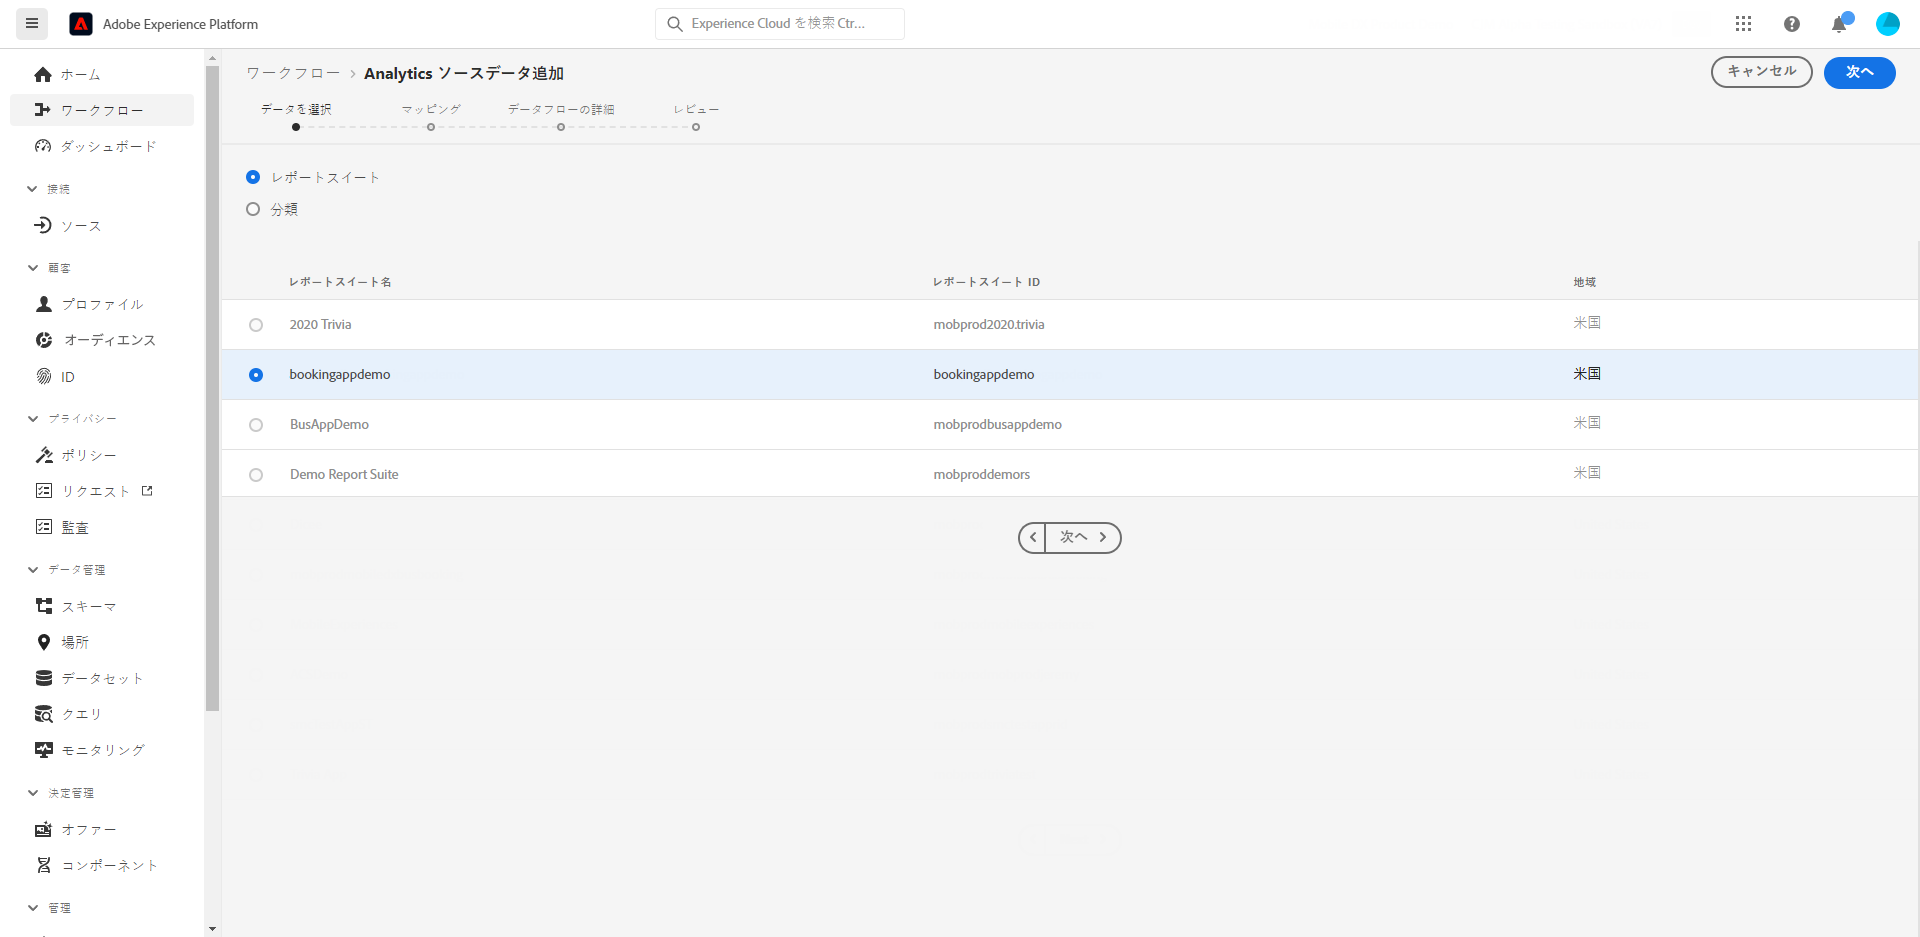 Adobe Experience Platform
Experience Cloud を検索 Ctr...
ホーム
ワークフロー
ダッシュボード
接続
ソース
顧客
プロファイル
オーディエンス
ID
プライバシー
ポリシー
リクエスト
監査
データ管理
スキーマ
場所
データセット
クエリ
モニタリング
決定管理
オファー
コンポーネント
管理
ワークフロー > Analytics ソースデータ追加
キャンセル
次へ
データを選択 マッピング データフローの詳細 レビュー
レポートスイート
分類
レポートスイート名 レポートスイート ID 地域
2020 Trivia mobprod2020.trivia 米国
bookingappdemo bookingappdemo 米国
BusAppDemo mobprodbusappdemo 米国
Demo Report Suite mobproddemors 米国
次へ